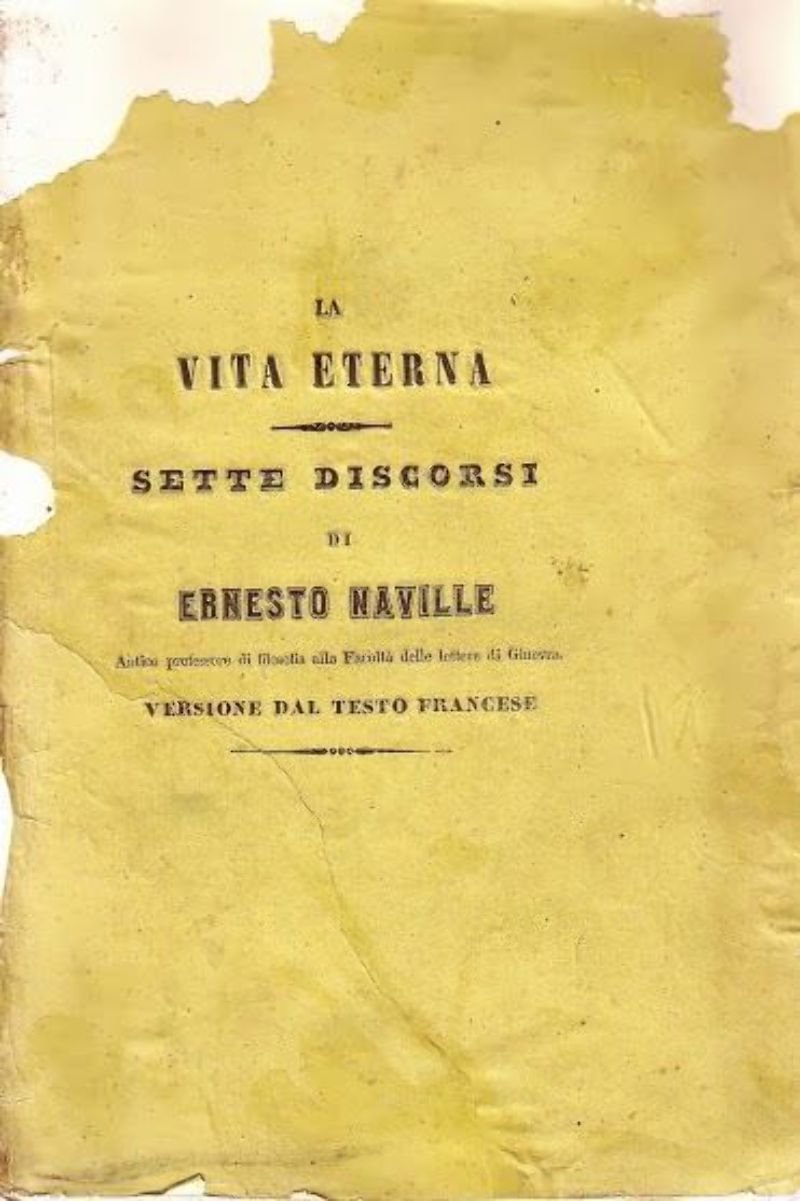 LA
VITA ETERNA
SETTE DISCORSI
DI
ERNESTO NAVILLE
Antico professore di filosofia alla Facoltà delle lettere di Ginevra.
VERSIONE DAL TESTO FRANCESE